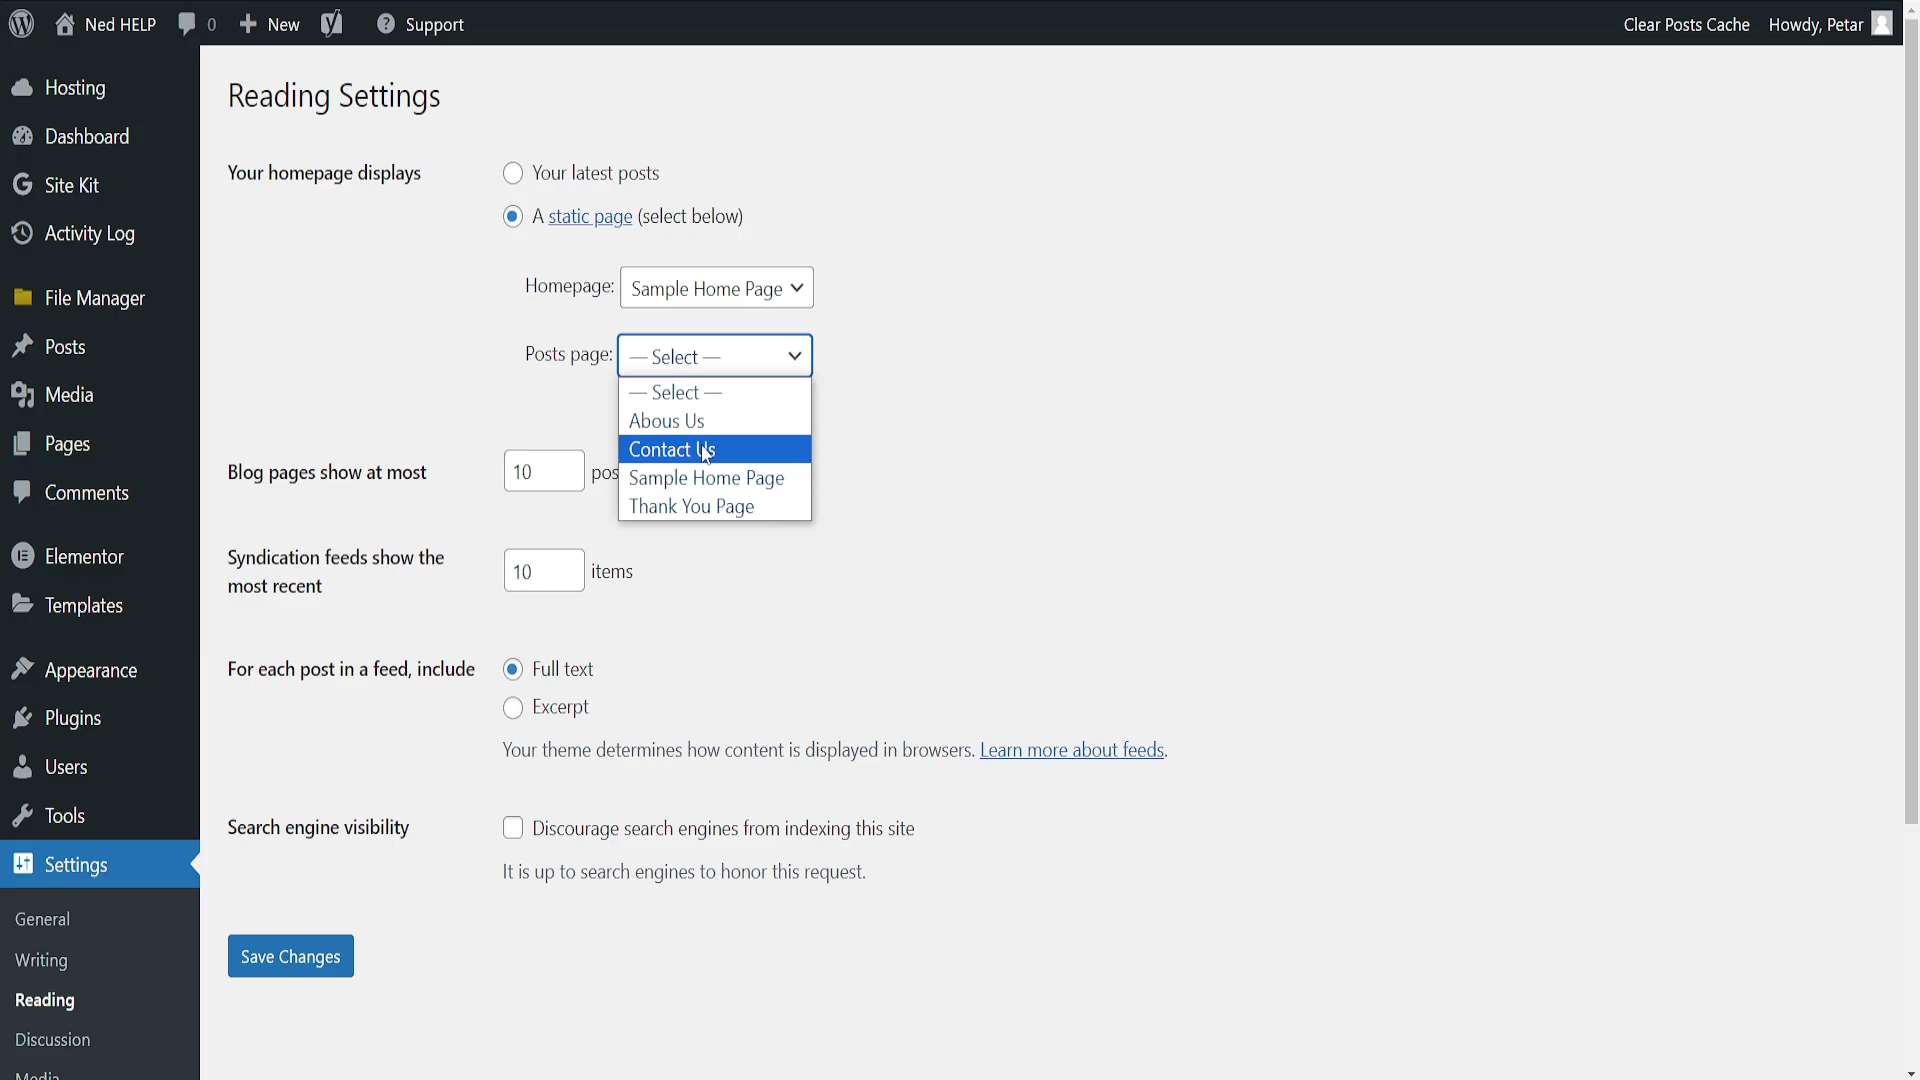 Ned HELP 0 New Support Clear Posts Cache Howdy, Petar
Hosting
Dashboard
Site Kit
Activity Log
File Manager
Posts
Media
Pages
Comments
Elementor
Templates
Appearance
Plugins
Users
Tools
Settings
General
Writing
Reading
Discussion
Media
Reading Settings
Your homepage displays
Your latest posts
A static page (select below)
Homepage: Sample Home Page
Posts page: — Select —
— Select —
Abous Us
Contact Us
Sample Home Page
Thank You Page
Blog pages show at most 10 pos
Syndication feeds show the
most recent
10 items
For each post in a feed, include
Full text
Excerpt
Your theme determines how content is displayed in browsers. Learn more about feeds.
Search engine visibility
Discourage search engines from indexing this site
It is up to search engines to honor this request.
Save Changes